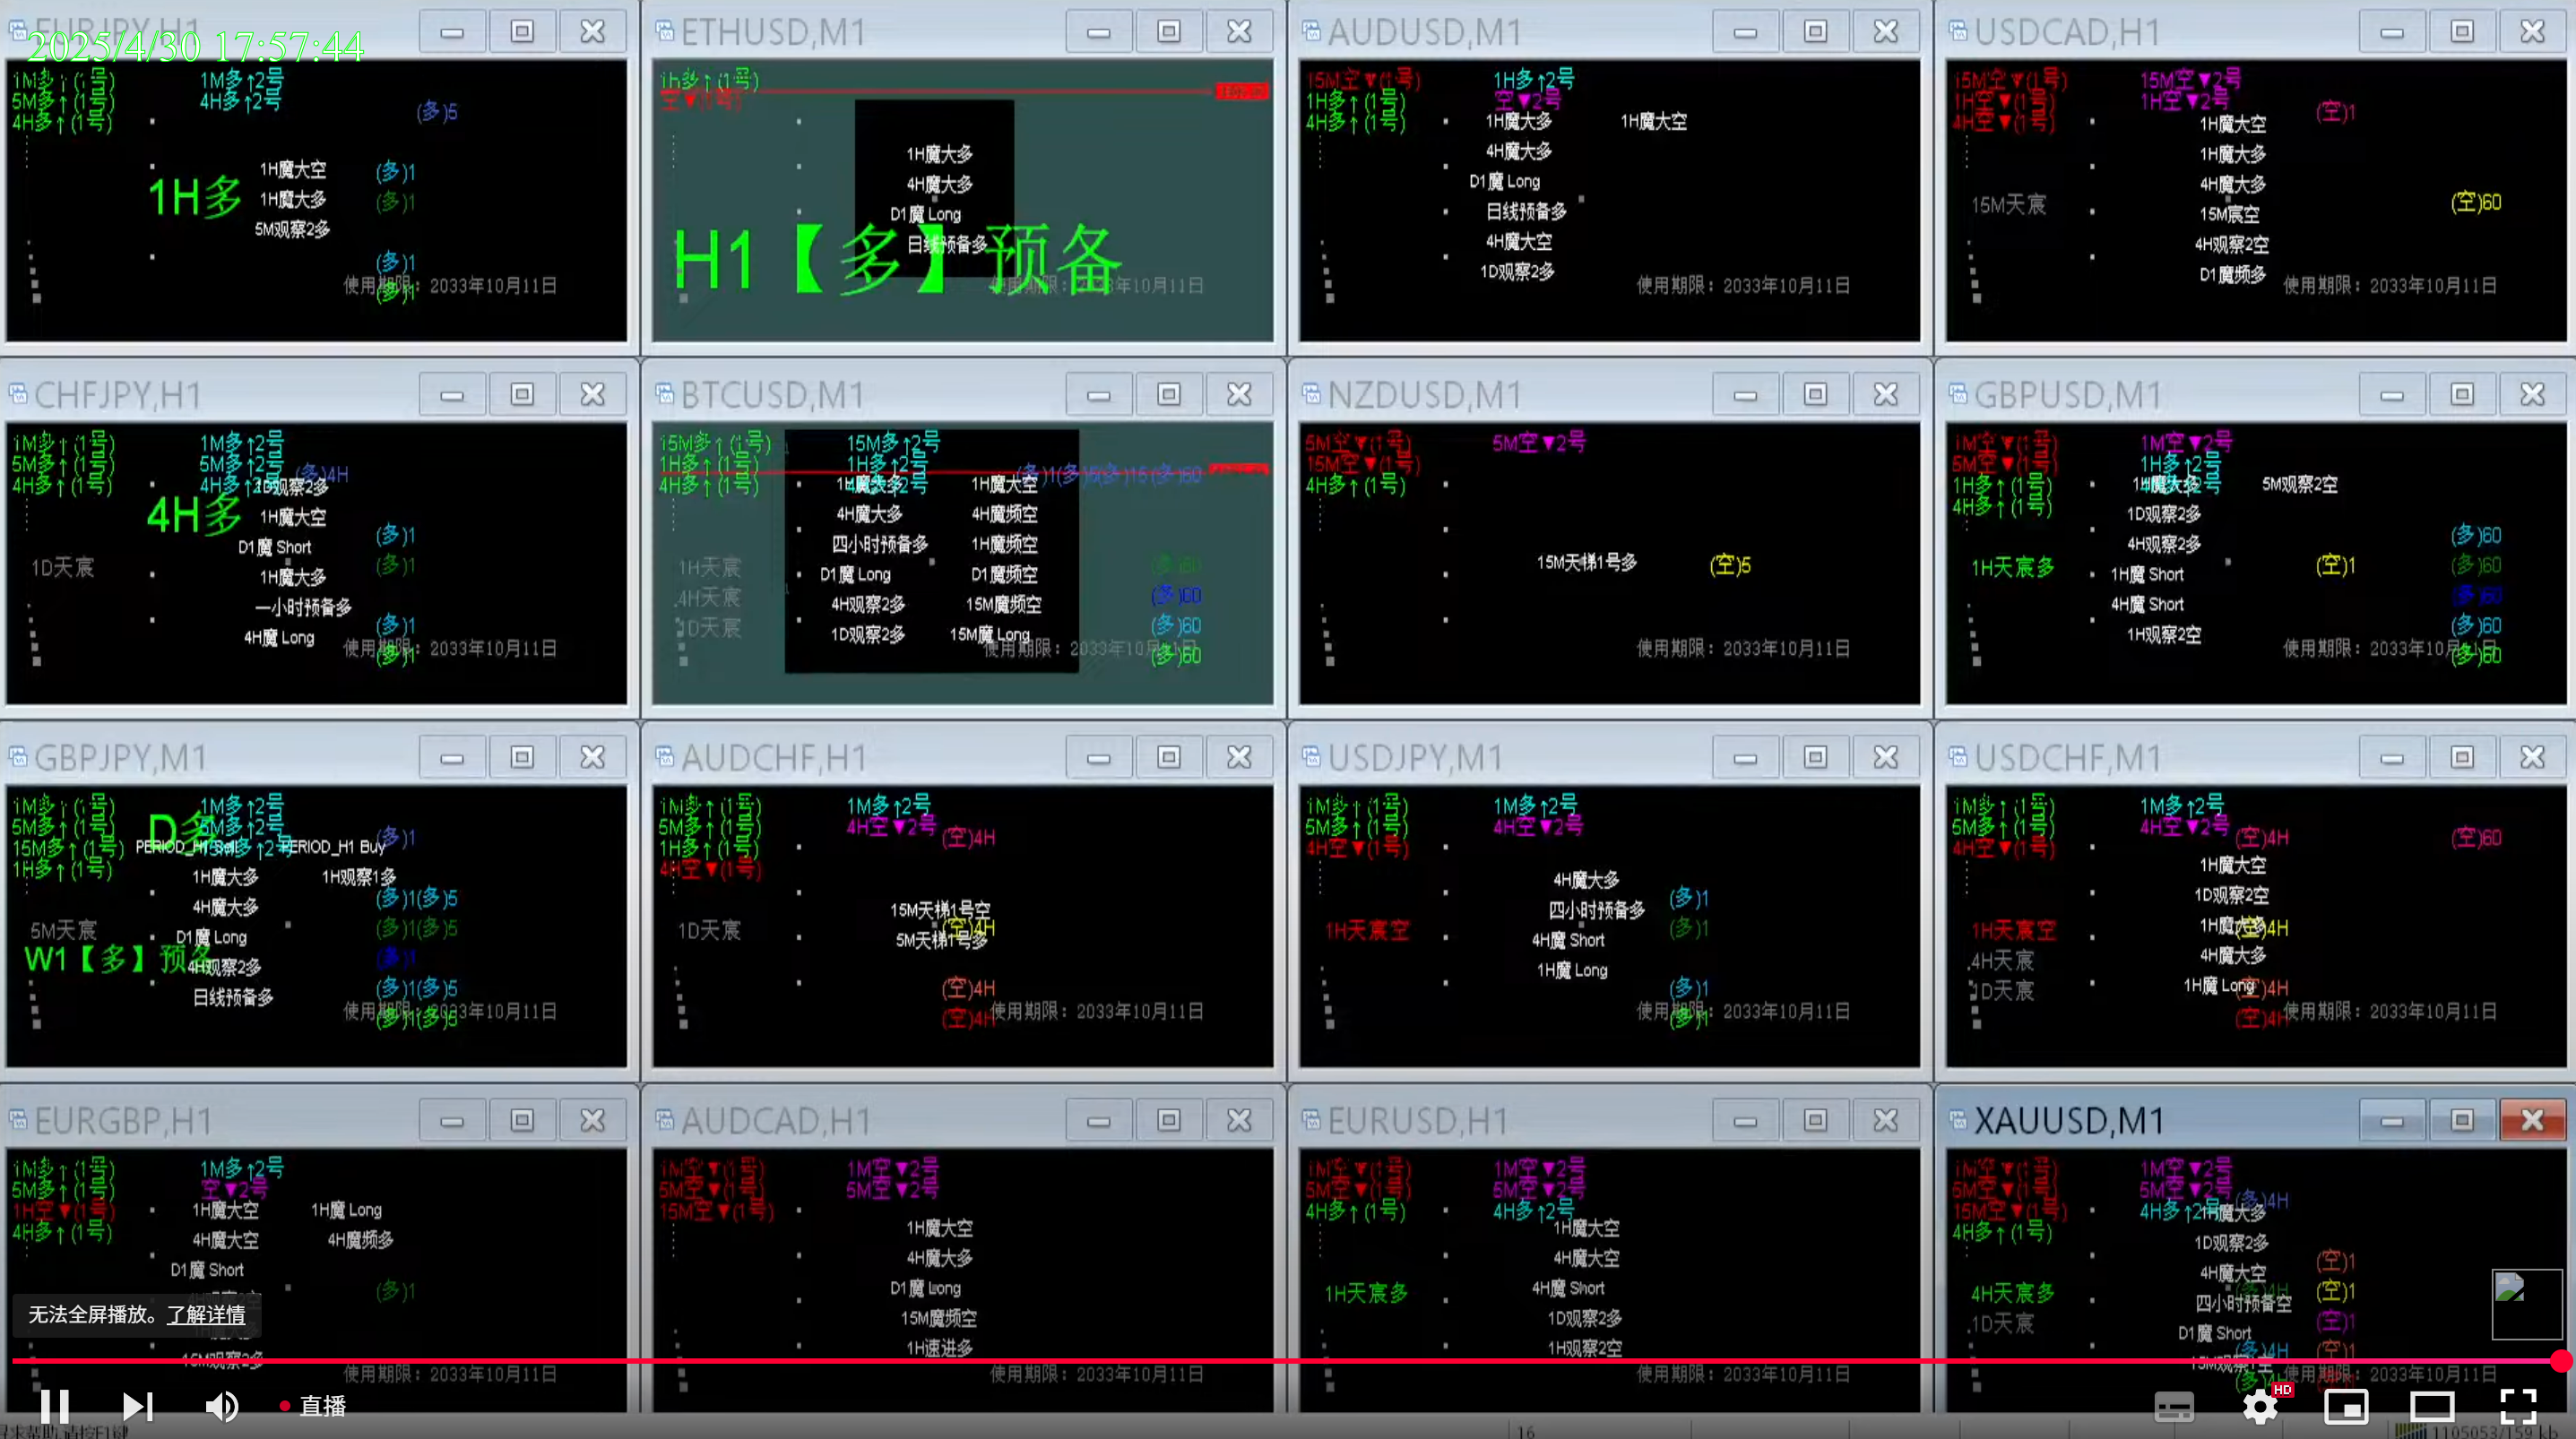 EURJPY,H1
2025/4/30 17:57:44
1M多↑(1号)
1M多↑2号
5M多↑(1号)
4H多↑2号
4H多↑(1号)
(多)5
1H多
1H魔大空
(多)1
1H魔大多
(多)1
5M观察2多
(多)1
(多)1
使用期限：2033年10月11日
ETHUSD,M1
1h多↑(1号)
空▼(1号)
1H魔大多
4H魔大多
D1魔 Long
日线预备多
H1【多】预备
AUDUSD,M1
15M空▼(1号)
1H多↑2号
1H多↑(1号)
空▼2号
4H多↑(1号)
1H魔大多
1H魔大空
4H魔大多
D1魔 Long
日线预备多
4H魔大空
1D观察2多
使用期限：2033年10月11日
USDCAD,H1
15M空▼(1号)
15M空▼2号
1H空▼(1号)
1H空▼2号
4H空▼(1号)
(空)1
1H魔大空
1H魔大多
4H魔大多
15M天宸
15M宸空
(空)60
4H观察2空
D1魔频多
使用期限：2033年10月11日
CHFJPY,H1
1M多↑(1号)
1M多↑2号
5M多↑(1号)
5M多↑2号
4H多↑(1号)
4H多↑2号
(多)4H
1D观察2多
4H多
1H魔大空
D1魔 Short
(多)1
1D天宸
1H魔大多
(多)1
一小时预备多
4H魔 Long
(多)1
(多)1
使用期限：2033年10月11日
BTCUSD,M1
15M多↑(1号)
15M多↑2号
1H多↑(1号)
1H多↑2号
4H多↑(1号)
(多)1(多)5(多)15(多)60
1H魔大多
1H魔大空
4H魔大多
4H魔频空
四小时预备多
1H魔频空
1H天宸
D1魔 Long
D1魔频空
(多)60
4H天宸
4H观察2多
15M魔频空
(多)60
1D天宸
1D观察2多
15M魔 Long
(多)60
(多)60
使用期限：2033年10月11日
NZDUSD,M1
5M空▼(1号)
5M空▼2号
15M空▼(1号)
4H多↑(1号)
15M天梯1号多
(空)5
使用期限：2033年10月11日
GBPUSD,M1
1M空▼(1号)
1M空▼2号
5M空▼(1号)
1H多↑2号
1H多↑(1号)
4H多↑(1号)
1H魔大多
5M观察2空
1D观察2多
4H观察2多
(多)60
1H天宸多
1H魔 Short
(空)1
(多)60
4H魔 Short
(多)60
1H观察2空
(多)60
(多)60
使用期限：2033年10月11日
GBPJPY,M1
1M多↑(1号)
1M多↑2号
5M多↑(1号)
5M多↑2号
15M多↑(1号)
1H多↑(1号)
D多
(多)1
PERIOD_H1 Buy
1H魔大多
1H观察1多
4H魔大多
(多)1(多)5
5M天宸
D1魔 Long
(多)1(多)5
W1【多】预备
4H观察2多
(多)1
日线预备多
(多)1(多)5
(多)1(多)5
使用期限：2033年10月11日
AUDCHF,H1
1M多↑(1号)
1M多↑2号
5M多↑(1号)
4H空▼2号
1H多↑(1号)
(空)4H
4H空▼(1号)
15M天梯1号空
1D天宸
(空)4H
5M天梯1号多
(空)4H
(空)4H
使用期限：2033年10月11日
USDJPY,M1
1M多↑(1号)
1M多↑2号
5M多↑(1号)
4H空▼2号
4H空▼(1号)
4H魔大多
四小时预备多
(多)1
1H天宸空
4H魔 Short
(多)1
1H魔 Long
(多)1
(多)1
使用期限：2033年10月11日
USDCHF,M1
1M多↑(1号)
1M多↑2号
5M多↑(1号)
4H空▼2号
4H空▼(1号)
(空)4H
(空)60
1H魔大空
1D观察2空
1H天宸空
1H魔大多
(空)4H
4H天宸
4H魔大多
1D天宸
1H魔 Long
(空)4H
(空)4H
使用期限：2033年10月11日
EURGBP,H1
1M多↑(1号)
1M多↑2号
5M多↑(1号)
空▼2号
1H空▼(1号)
4H多↑(1号)
1H魔大空
1H魔 Long
4H魔大空
4H魔频多
D1魔 Short
(多)1
15M观察2多
使用期限：2033年10月11日
AUDCAD,H1
1M空▼(1号)
1M空▼2号
5M空▼(1号)
5M空▼2号
15M空▼(1号)
1H魔大空
4H魔大多
D1魔 Long
15M魔频空
1H速进多
使用期限：2033年10月11日
EURUSD,H1
1M空▼(1号)
1M空▼2号
5M空▼(1号)
5M空▼2号
4H多↑(1号)
4H多↑2号
1H魔大空
4H魔大空
1H天宸多
4H魔 Short
1D观察2多
1H观察2空
使用期限：2033年10月11日
XAUUSD,M1
1M空▼(1号)
1M空▼2号
5M空▼(1号)
5M空▼2号
15M空▼(1号)
4H多↑2号
4H多↑(1号)
(多)4H
1H魔大多
1D观察2多
4H魔大空
(空)1
4H天宸多
四小时预备空
(空)1
1D天宸
D1魔 Short
(空)1
(多)4H
(空)1
使用期限：2033年10月11日
无法全屏播放。了解详情
直播
HD
16
1105053/159 kb